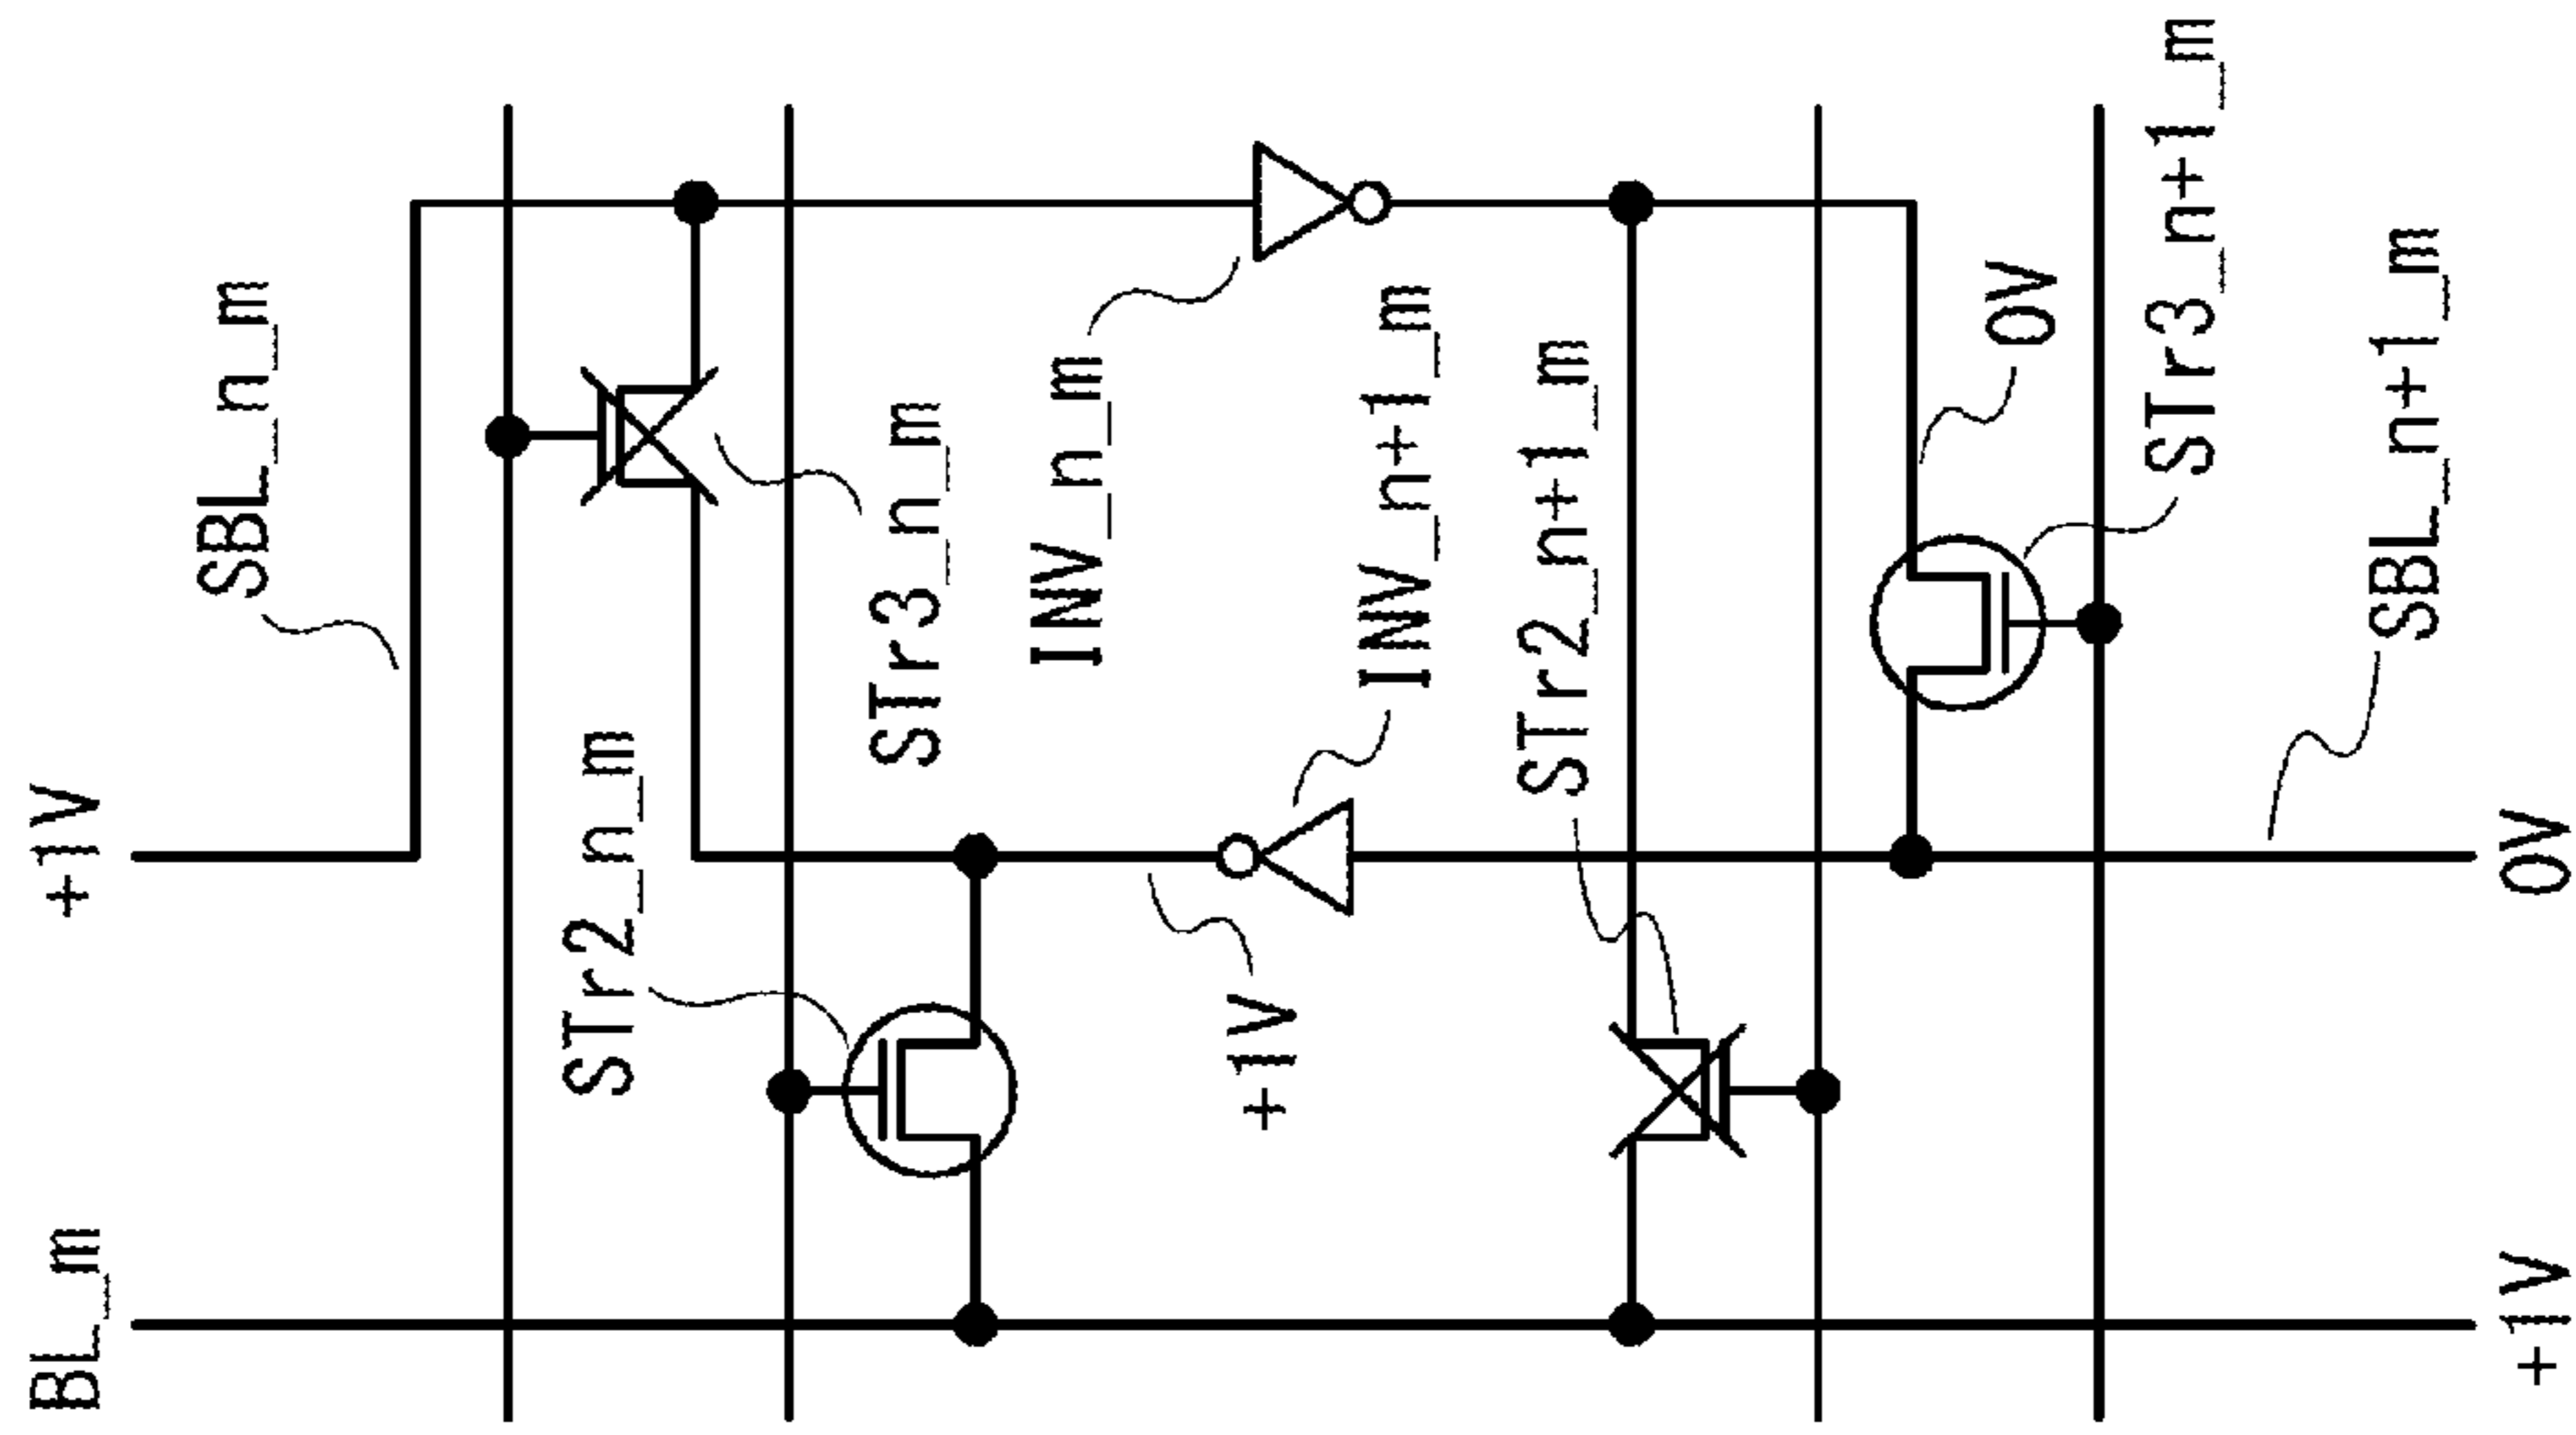 BL_m
+1V
SBL_n_m
STr2_n_m
STr3_n_m
INV_n_m
+1V
INV_n+1_m
STr2_n+1_m
0V
STr3_n+1_m
SBL_n+1_m
+1V
0V